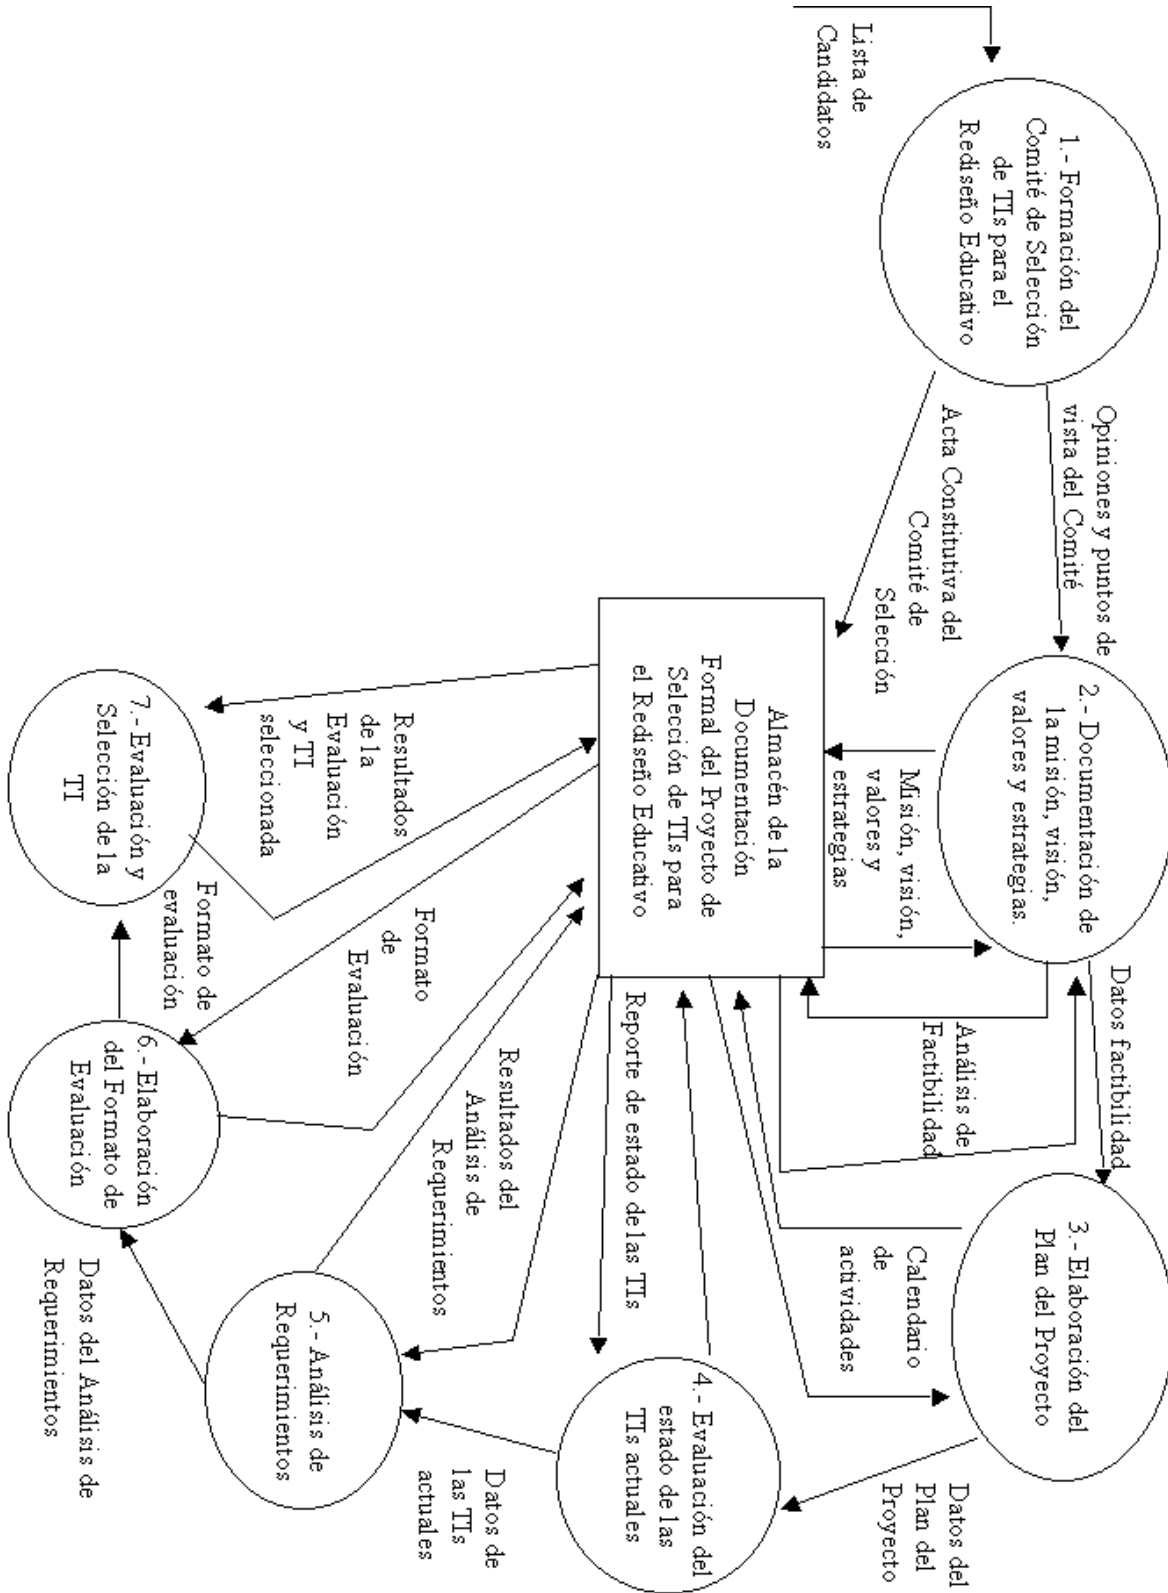 Lista de
Candidatos
1.- Formación del
Comité de Selección
de TIs para el
Rediseño Educativo
Opiniones y puntos de
vista del Comité
Acta Constitutiva del
Comité de
Selección
2.- Documentación de
la misión, visión,
valores y estrategias.
Misión, visión,
valores y
estrategias
Almacén de la
Documentación
Formal del Proyecto de
Selección de TIs para
el Rediseño Educativo
Datos factibilidad
Análisis de
Factibilidad
3.- Elaboración del
Plan del Proyecto
Calendario
de
actividades
Datos del
Plan del
Proyecto
4.- Evaluación del
estado de las
TIs actuales
Reporte de estado de las TIs
Datos de
las TIs
actuales
5.- Análisis de
Requerimientos
Resultados del
Análisis de
Requerimientos
Datos del Análisis de
Requerimientos
6.- Elaboración
del Formato de
Evaluación
Formato
de
Evaluación
Formato de
evaluación
7.- Evaluación y
Selección de la
TI
Resultados
de la
Evaluación
y TI
seleccionada